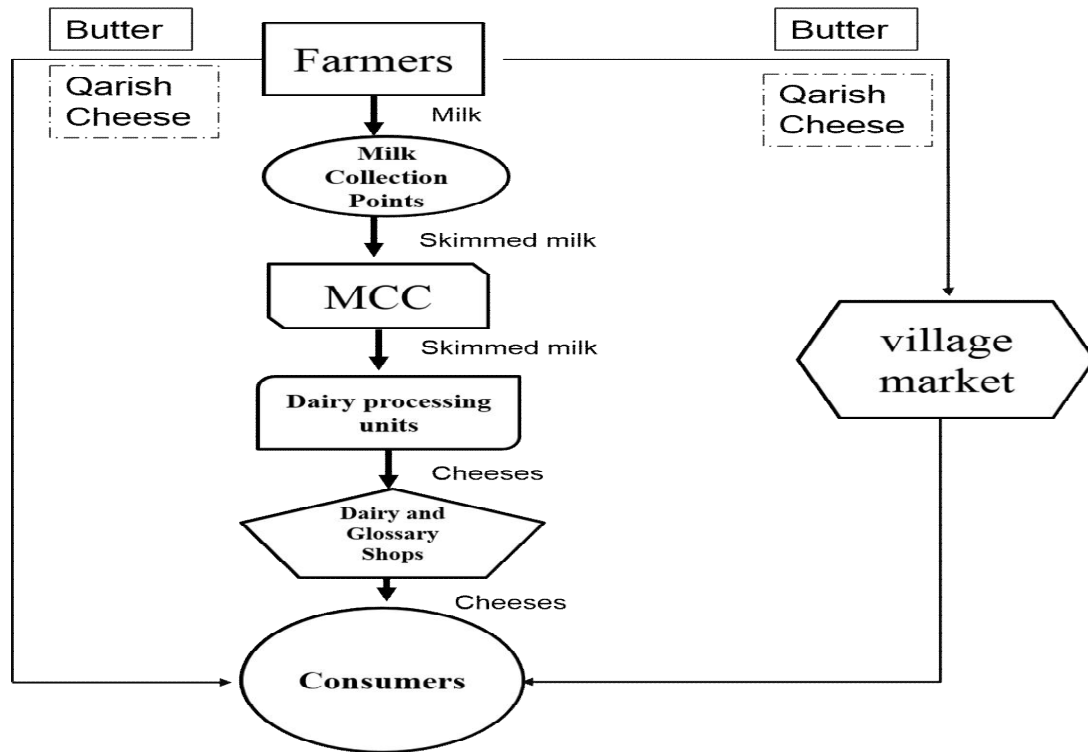 Butter
Farmers
Butter
Qarish
Cheese
Qarish
Cheese
Milk
Milk
Collection
Points
Skimmed milk
MCC
Skimmed milk
village
market
Dairy processing
units
Cheeses
Dairy and
Glossary
Shops
Cheeses
Consumers